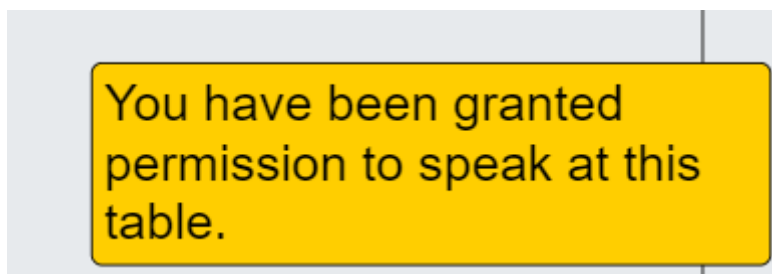 You have been granted
permission to speak at this
table.